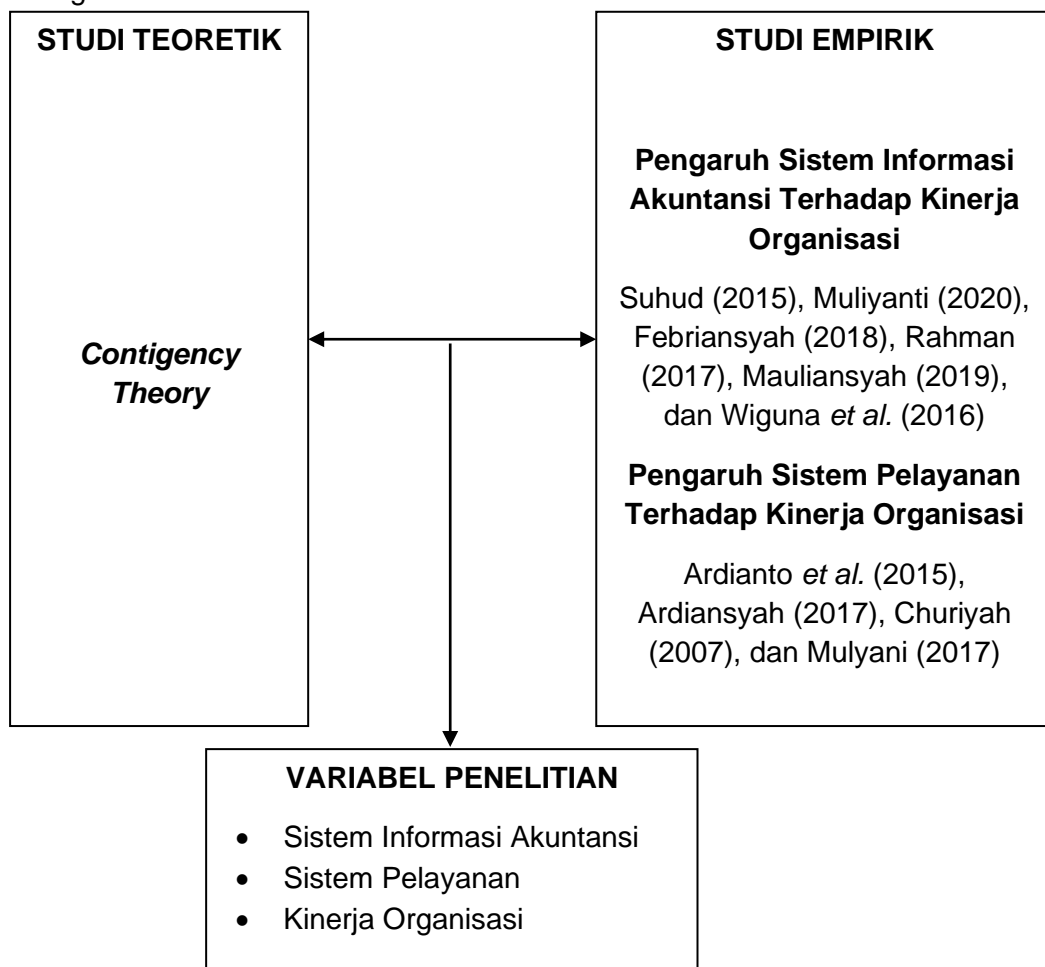 STUDI TEORETIK
Contigency
Theory
STUDI EMPIRIK
Pengaruh Sistem Informasi
Akuntansi Terhadap Kinerja
Organisasi
Suhud (2015), Muliyanti (2020),
Febriansyah (2018), Rahman
(2017), Mauliansyah (2019),
dan Wiguna et al. (2016)
Pengaruh Sistem Pelayanan
Terhadap Kinerja Organisasi
Ardianto et al. (2015),
Ardiansyah (2017), Churiyah
(2007), dan Mulyani (2017)
VARIABEL PENELITIAN
• Sistem Informasi Akuntansi
• Sistem Pelayanan
• Kinerja Organisasi